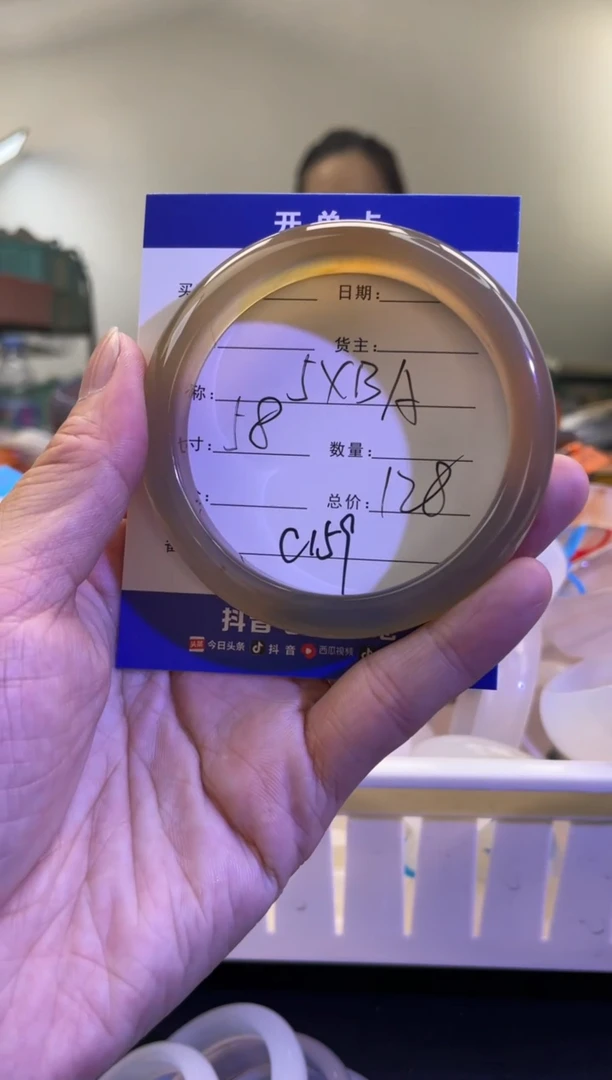 开单卡
买
日期:
货主:
称: 5XBA
寸: 58
数量:
总价: 128
C159
抖音
今日头条 抖音 西瓜视频